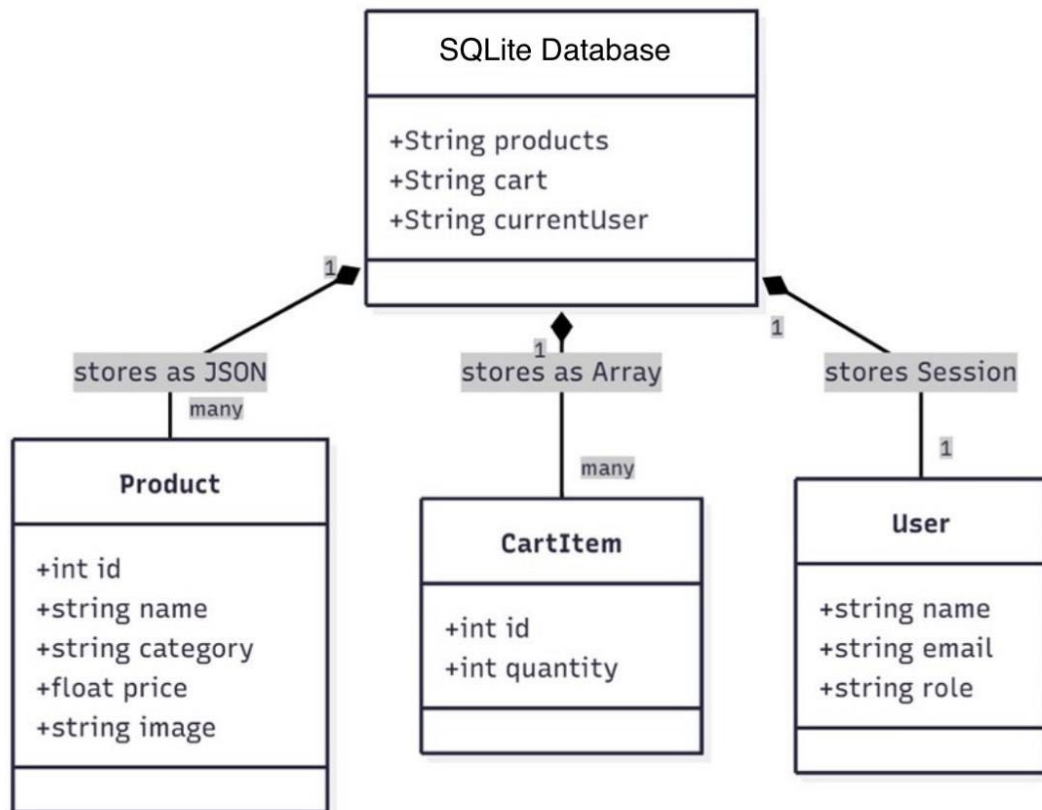 SQLite Database
+String products
+String cart
+String currentUser
1
1
1
stores as JSON
stores as Array
stores Session
many
many
1
Product
+int id
+string name
+string category
+float price
+string image
CartItem
+int id
+int quantity
User
+string name
+string email
+string role